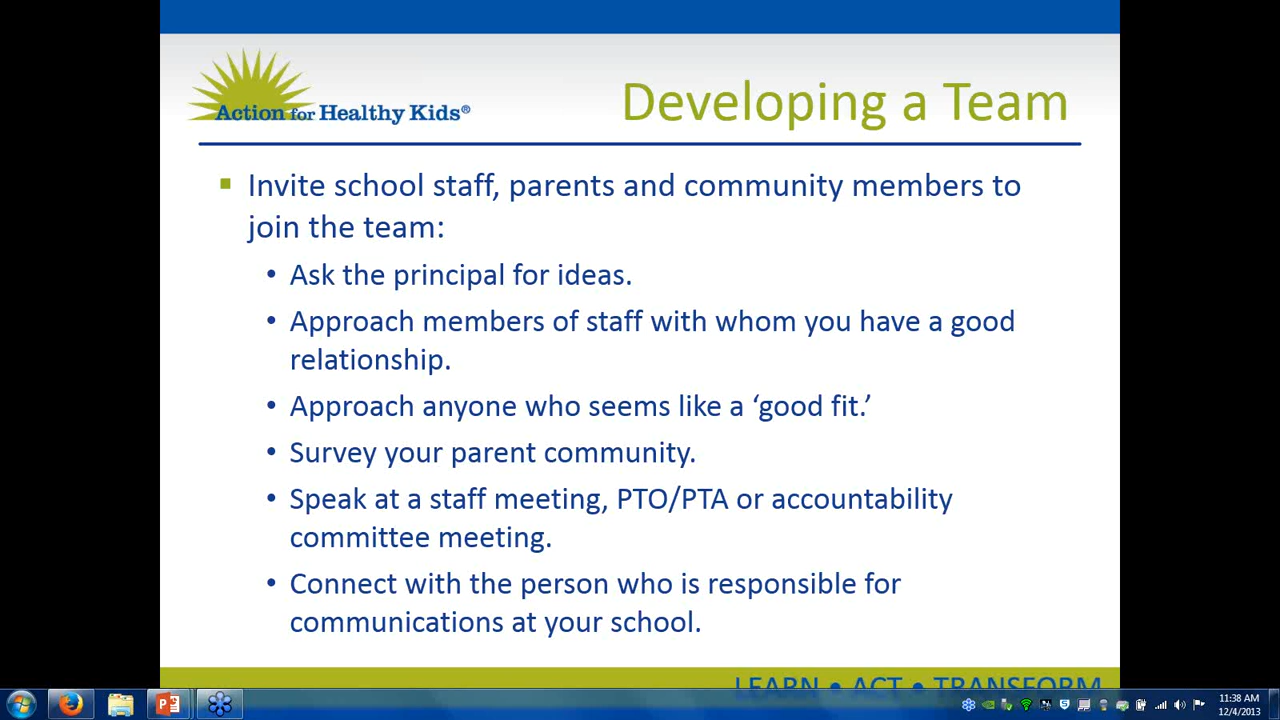 Action for Healthy Kids®
Developing a Team
Invite school staff, parents and community members to
join the team:
• Ask the principal for ideas.
• Approach members of staff with whom you have a good
relationship.
• Approach anyone who seems like a ‘good fit.’
• Survey your parent community.
• Speak at a staff meeting, PTO/PTA or accountability
committee meeting.
• Connect with the person who is responsible for
communications at your school.
LEARN • ACT • TRANSFORM
11:38 AM
12/4/2013